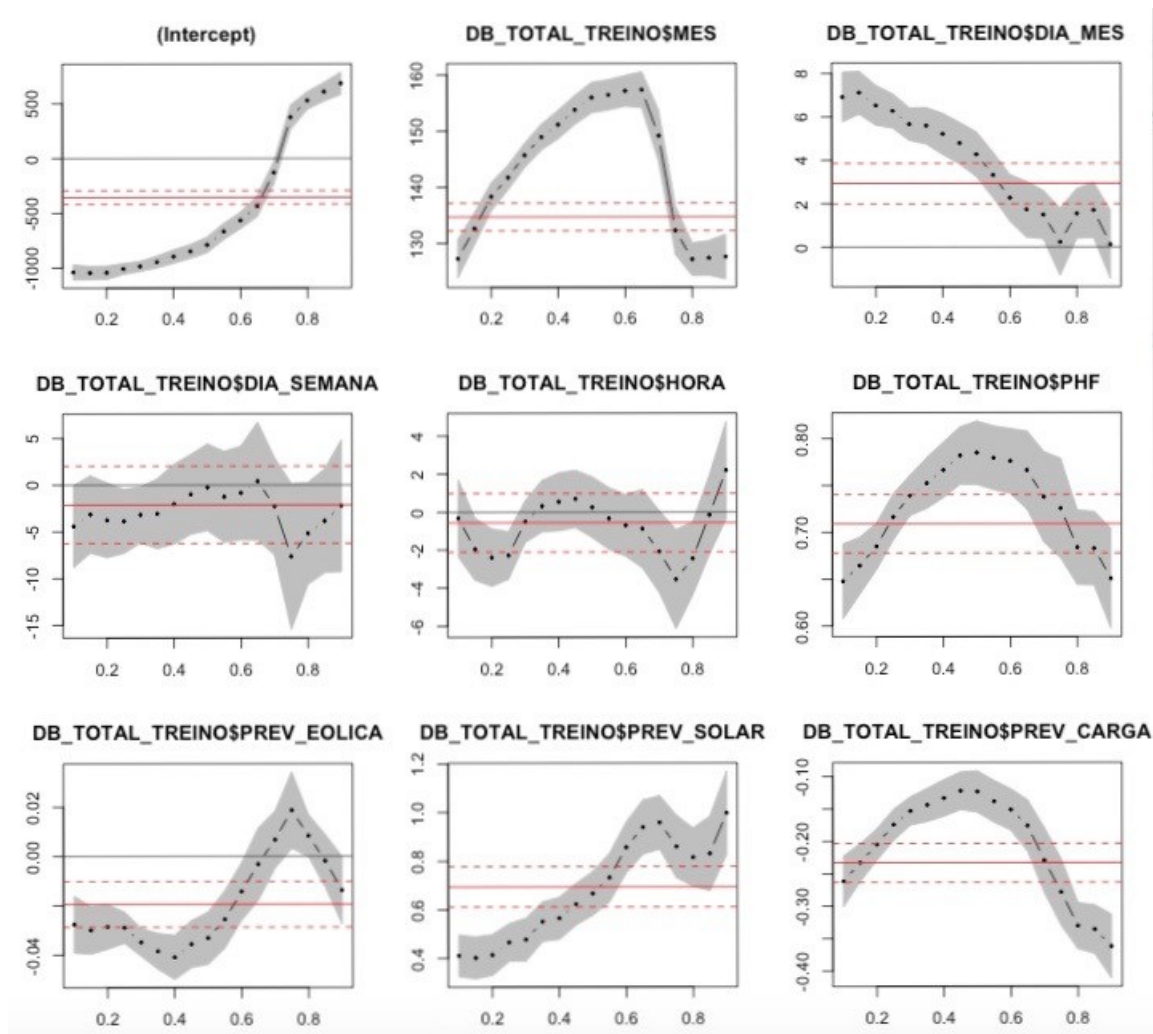 (Intercept)
DB_TOTAL_TREINO$MES
DB_TOTAL_TREINO$DIA_MES
500
0
-500
-1000
0.2 0.4 0.6 0.8
160
150
140
130
0.2 0.4 0.6 0.8
8
6
4
2
0
0.2 0.4 0.6 0.8
DB_TOTAL_TREINO$DIA_SEMANA
DB_TOTAL_TREINO$HORA
DB_TOTAL_TREINO$PHF
5
0
-5
-10
-15
0.2 0.4 0.6 0.8
4
2
0
-2
-4
-6
0.2 0.4 0.6 0.8
0.80
0.70
0.60
0.2 0.4 0.6 0.8
DB_TOTAL_TREINO$PREV_EOLICA
DB_TOTAL_TREINO$PREV_SOLAR
DB_TOTAL_TREINO$PREV_CARGA
0.02
0.00
-0.04
0.2 0.4 0.6 0.8
1.2
1.0
0.8
0.6
0.4
0.2 0.4 0.6 0.8
-0.10
-0.20
-0.30
-0.40
0.2 0.4 0.6 0.8